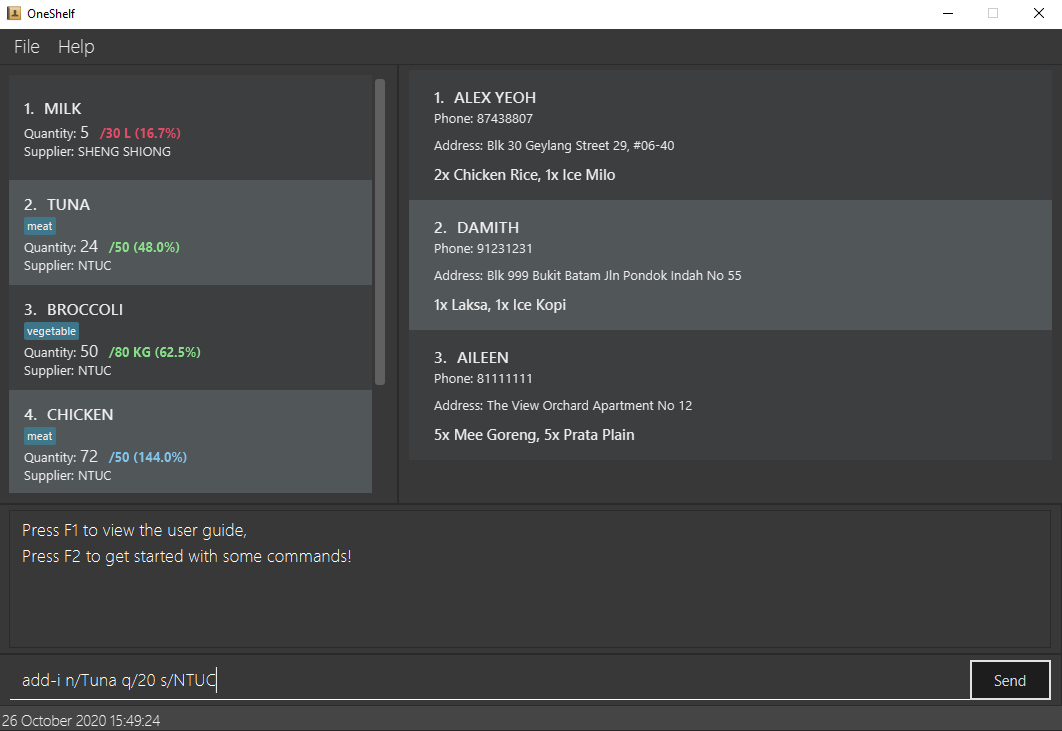 OneShelf
File Help
1. MILK
Quantity: 5 /30 L (16.7%)
Supplier: SHENG SHIONG
2. TUNA
meat
Quantity: 24 /50 (48.0%)
Supplier: NTUC
3. BROCCOLI
vegetable
Quantity: 50 /80 KG (62.5%)
Supplier: NTUC
4. CHICKEN
meat
Quantity: 72 /50 (144.0%)
Supplier: NTUC
1. ALEX YEOH
Phone: 87438807
Address: Blk 30 Geylang Street 29, #06-40
2x Chicken Rice, 1x Ice Milo
2. DAMITH
Phone: 91231231
Address: Blk 999 Bukit Batam Jln Pondok Indah No 55
1x Laksa, 1x Ice Kopi
3. AILEEN
Phone: 81111111
Address: The View Orchard Apartment No 12
5x Mee Goreng, 5x Prata Plain
Press F1 to view the user guide,
Press F2 to get started with some commands!
add-i n/Tuna q/20 s/NTUC
Send
26 October 2020 15:49:24